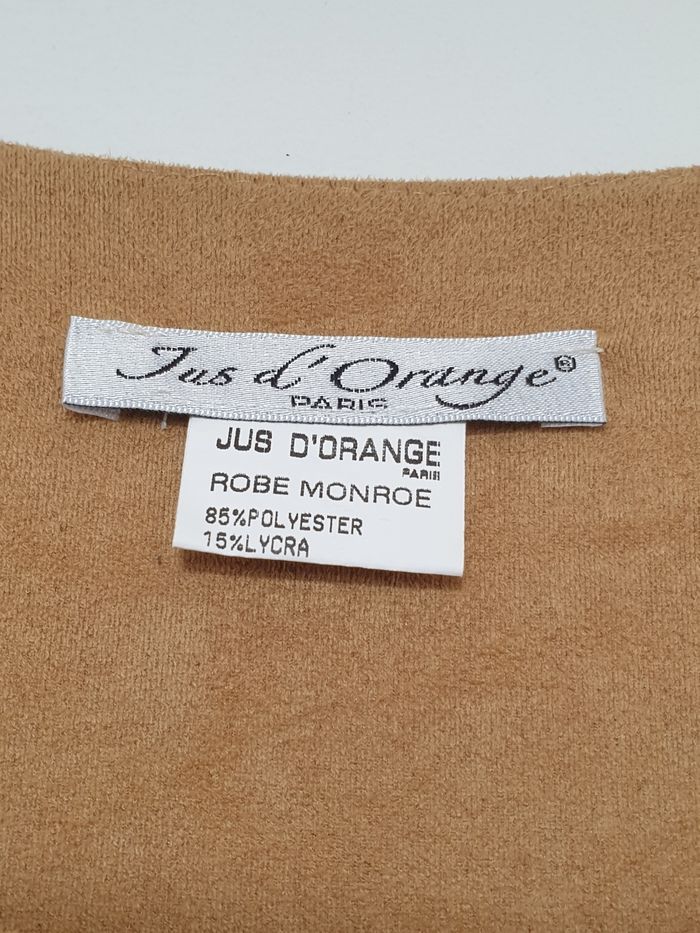 Jus d'Orange®
PARIS
JUS D'ORANGE
PARIS
ROBE MONROE
85%POLYESTER
15%LYCRA